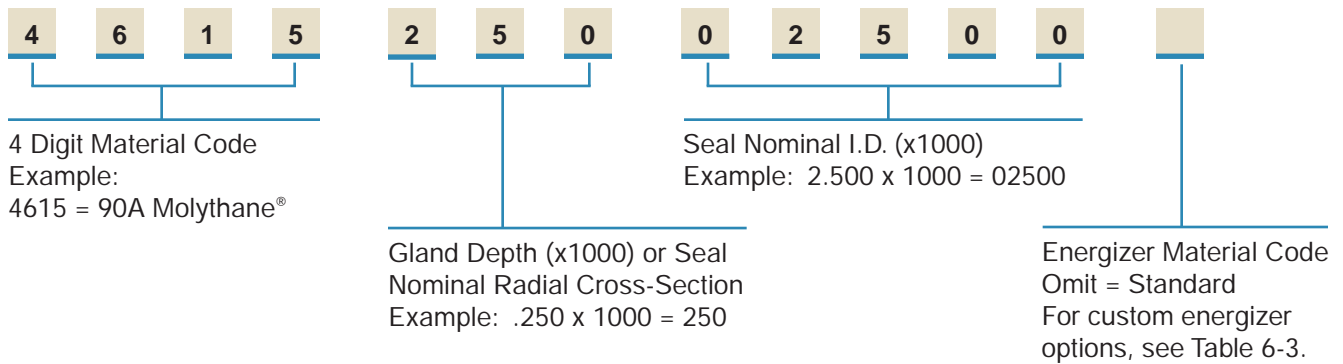 4 6 1 5 2 5 0 0 2 5 0 0
4 Digit Material Code
Example:
4615 = 90A Molythane®
Gland Depth (x1000) or Seal
Nominal Radial Cross-Section
Example: .250 x 1000 = 250
Seal Nominal I.D. (x1000)
Example: 2.500 x 1000 = 02500
Energizer Material Code
Omit = Standard
For custom energizer
options, see Table 6-3.